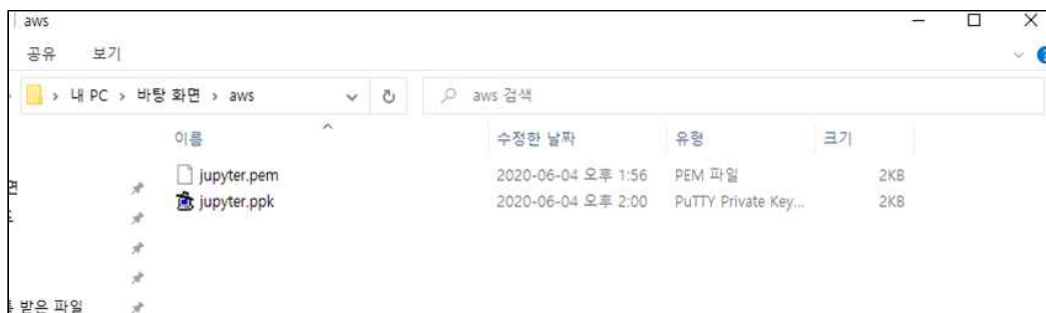 aws
공유 보기
내 PC > 바탕 화면 > aws aws 검색
이름 수정한 날짜 유형 크기
jupyter.pem 2020-06-04 오후 1:56 PEM 파일 2KB
jupyter.ppk 2020-06-04 오후 2:00 PuTTY Private Key... 2KB
받은 파일